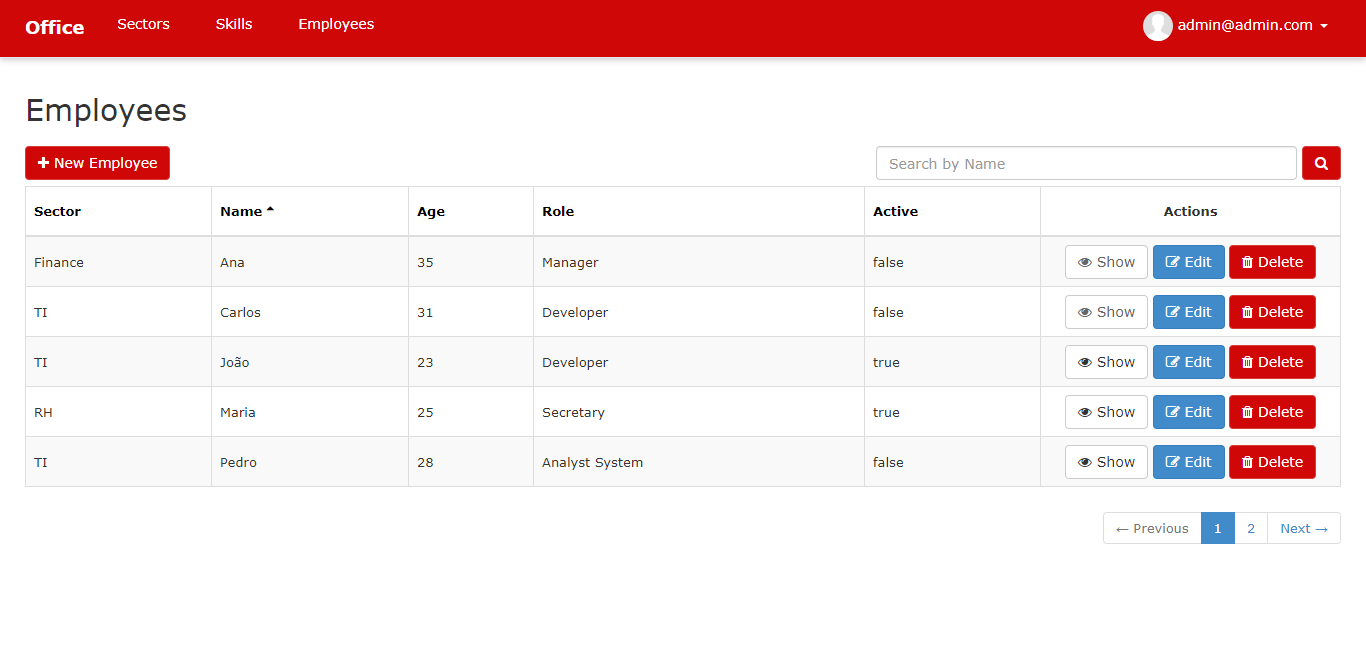 Office Sectors Skills Employees admin@admin.com
Employees
New Employee Search by Name
Sector Name Age Role Active Actions
Finance Ana 35 Manager false Show Edit Delete
TI Carlos 31 Developer false Show Edit Delete
TI João 23 Developer true Show Edit Delete
RH Maria 25 Secretary true Show Edit Delete
TI Pedro 28 Analyst System false Show Edit Delete
← Previous 1 2 Next →